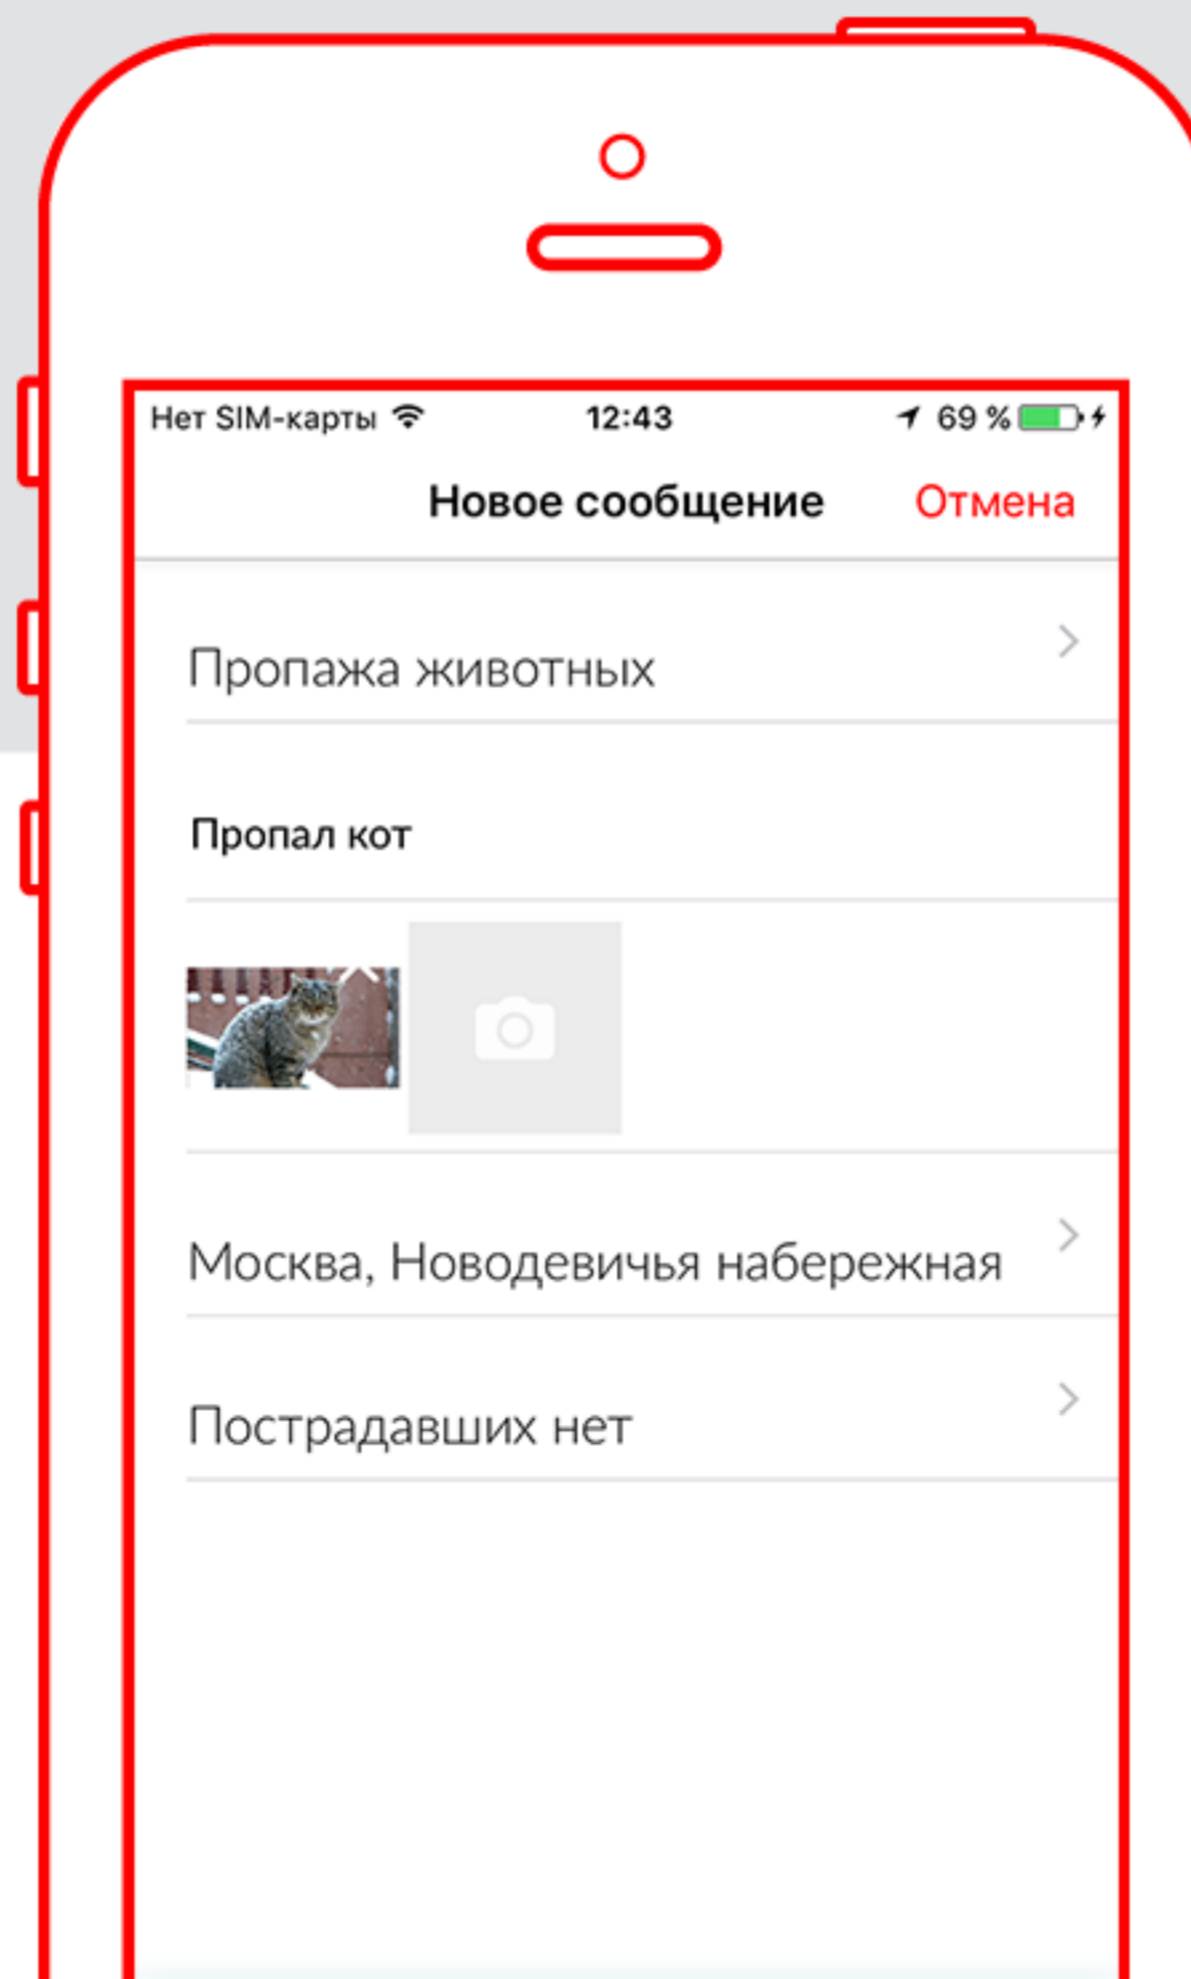 Нет SIM-карты 12:43 69 %
Новое сообщение Отмена
Пропажа животных
Пропал кот
Москва, Новодевичья набережная
Пострадавших нет